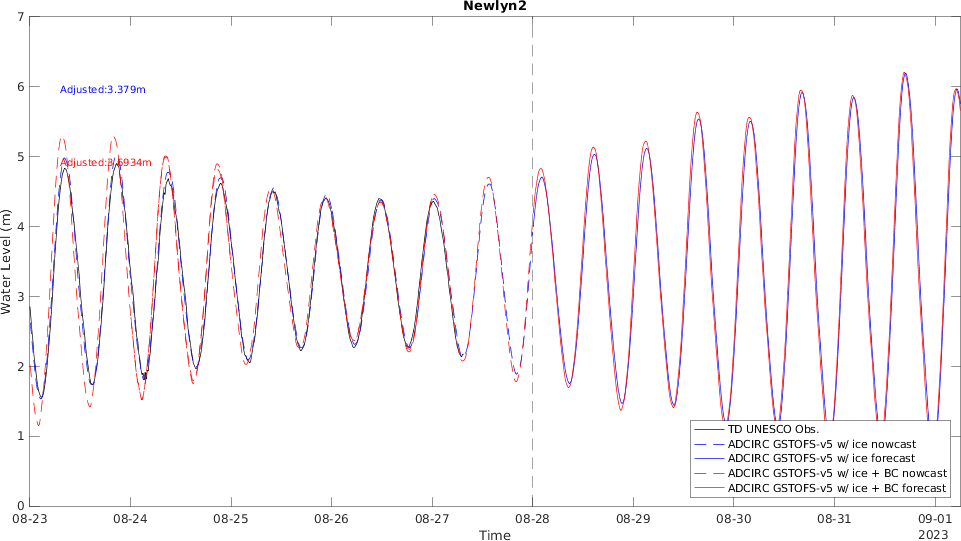 Newlyn2
7
6
5
4
3
2
1
0
Water Level (m)
Adjusted:3.379m
Adjusted:3.6934m
TD UNESCO Obs.
ADCIRC GSTOFS-v5 w/ ice nowcast
ADCIRC GSTOFS-v5 w/ ice forecast
ADCIRC GSTOFS-v5 w/ ice + BC nowcast
ADCIRC GSTOFS-v5 w/ ice + BC forecast
08-23 08-24 08-25 08-26 08-27 08-28 08-29 08-30 08-31 09-01
Time
2023